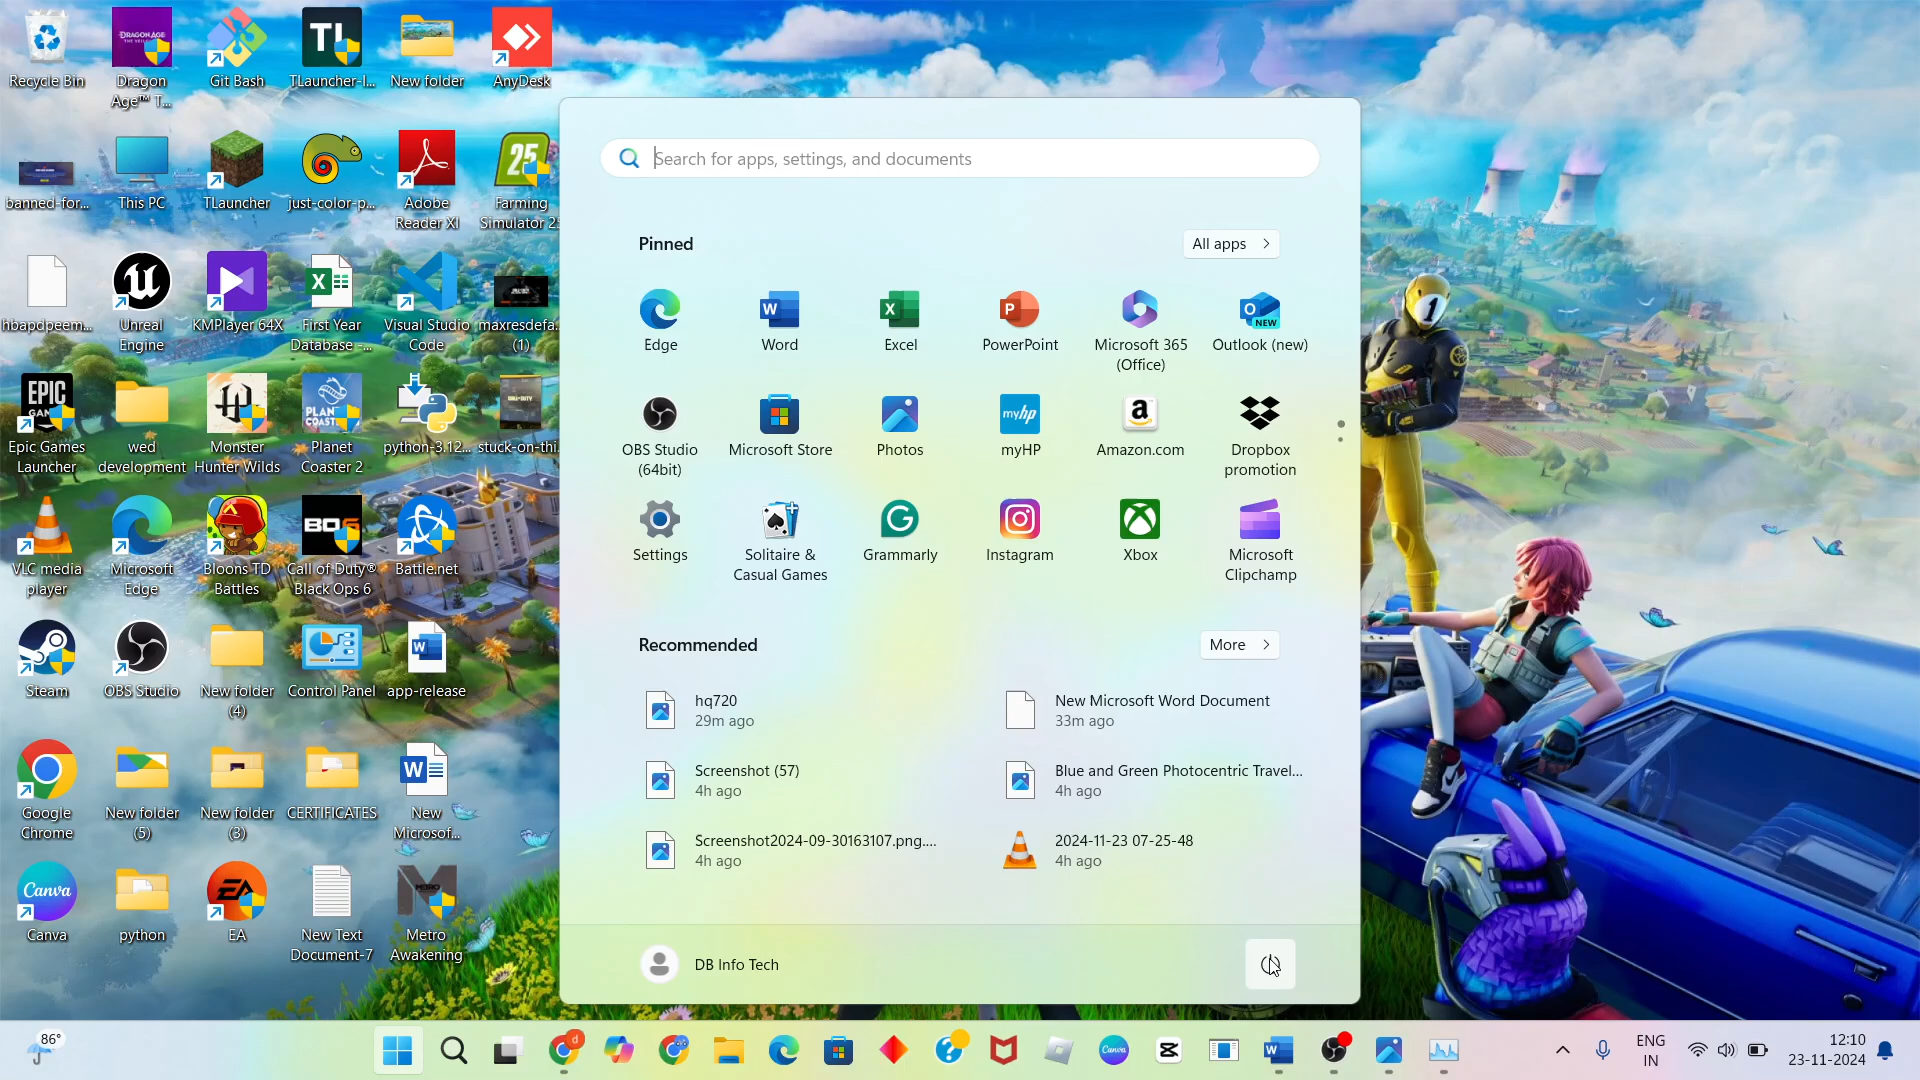 Recycle Bin
Dragon
Age™ T...
Git Bash
TLauncher-I...
New folder
AnyDesk
banned-for...
This PC
TLauncher
just-color-p...
Adobe
Reader XI
Farming
Simulator 2
hbapdpeem...
Unreal
Engine
KMPlayer 64X
First Year
Database -...
Visual Studio
Code
maxresdefa...
(1)
Epic Games
Launcher
wed
development
Monster
Hunter Wilds
Planet
Coaster 2
python-3.12...
stuck-on-thi...
VLC media
player
Microsoft
Edge
Bloons TD
Battles
Call of Duty®
Black Ops 6
Battle.net
Steam
OBS Studio
New folder
(4)
Control Panel
app-release
Google
Chrome
New folder
(5)
New folder
(3)
CERTIFICATES
New
Microsof...
Canva
python
EA
New Text
Document-7
Metro
Awakening
Search for apps, settings, and documents
Pinned
All apps
Edge
Word
Excel
PowerPoint
Microsoft 365
(Office)
Outlook (new)
OBS Studio
(64bit)
Microsoft Store
Photos
myHP
Amazon.com
Dropbox
promotion
Settings
Solitaire &
Casual Games
Grammarly
Instagram
Xbox
Microsoft
Clipchamp
Recommended
More
hq720
29m ago
New Microsoft Word Document
33m ago
Screenshot (57)
4h ago
Blue and Green Photocentric Travel...
4h ago
Screenshot2024-09-30163107.png....
4h ago
2024-11-23 07-25-48
4h ago
DB Info Tech
86°
ENG
IN
12:10
23-11-2024